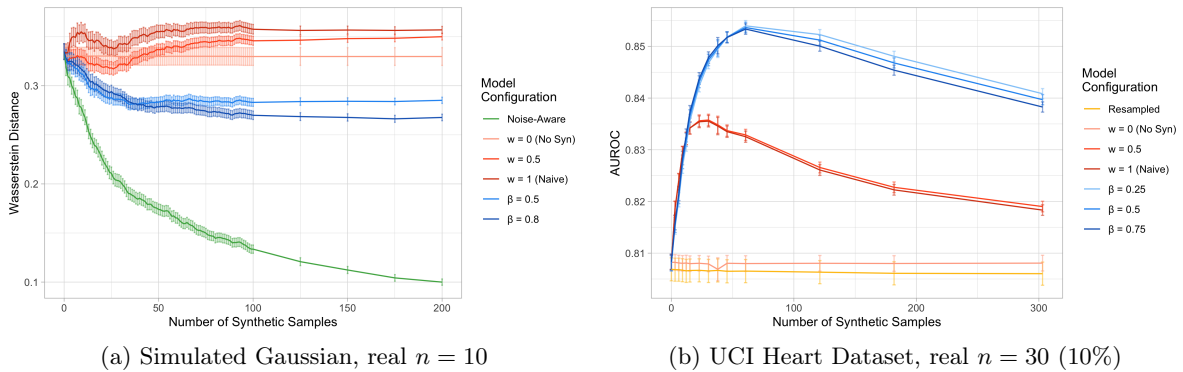 Wasserstein Distance
0.3
0.2
0.1
0
50
100
150
200
Number of Synthetic Samples
Model
Configuration
Noise-Aware
w = 0 (No Syn)
w = 0.5
w = 1 (Naive)
β = 0.5
β = 0.8
(a) Simulated Gaussian, real n = 10
AUROC
0.85
0.84
0.83
0.82
0.81
0
100
200
300
Number of Synthetic Samples
Model
Configuration
Resampled
w = 0 (No Syn)
w = 0.5
w = 1 (Naive)
β = 0.25
β = 0.5
β = 0.75
(b) UCI Heart Dataset, real n = 30 (10%)